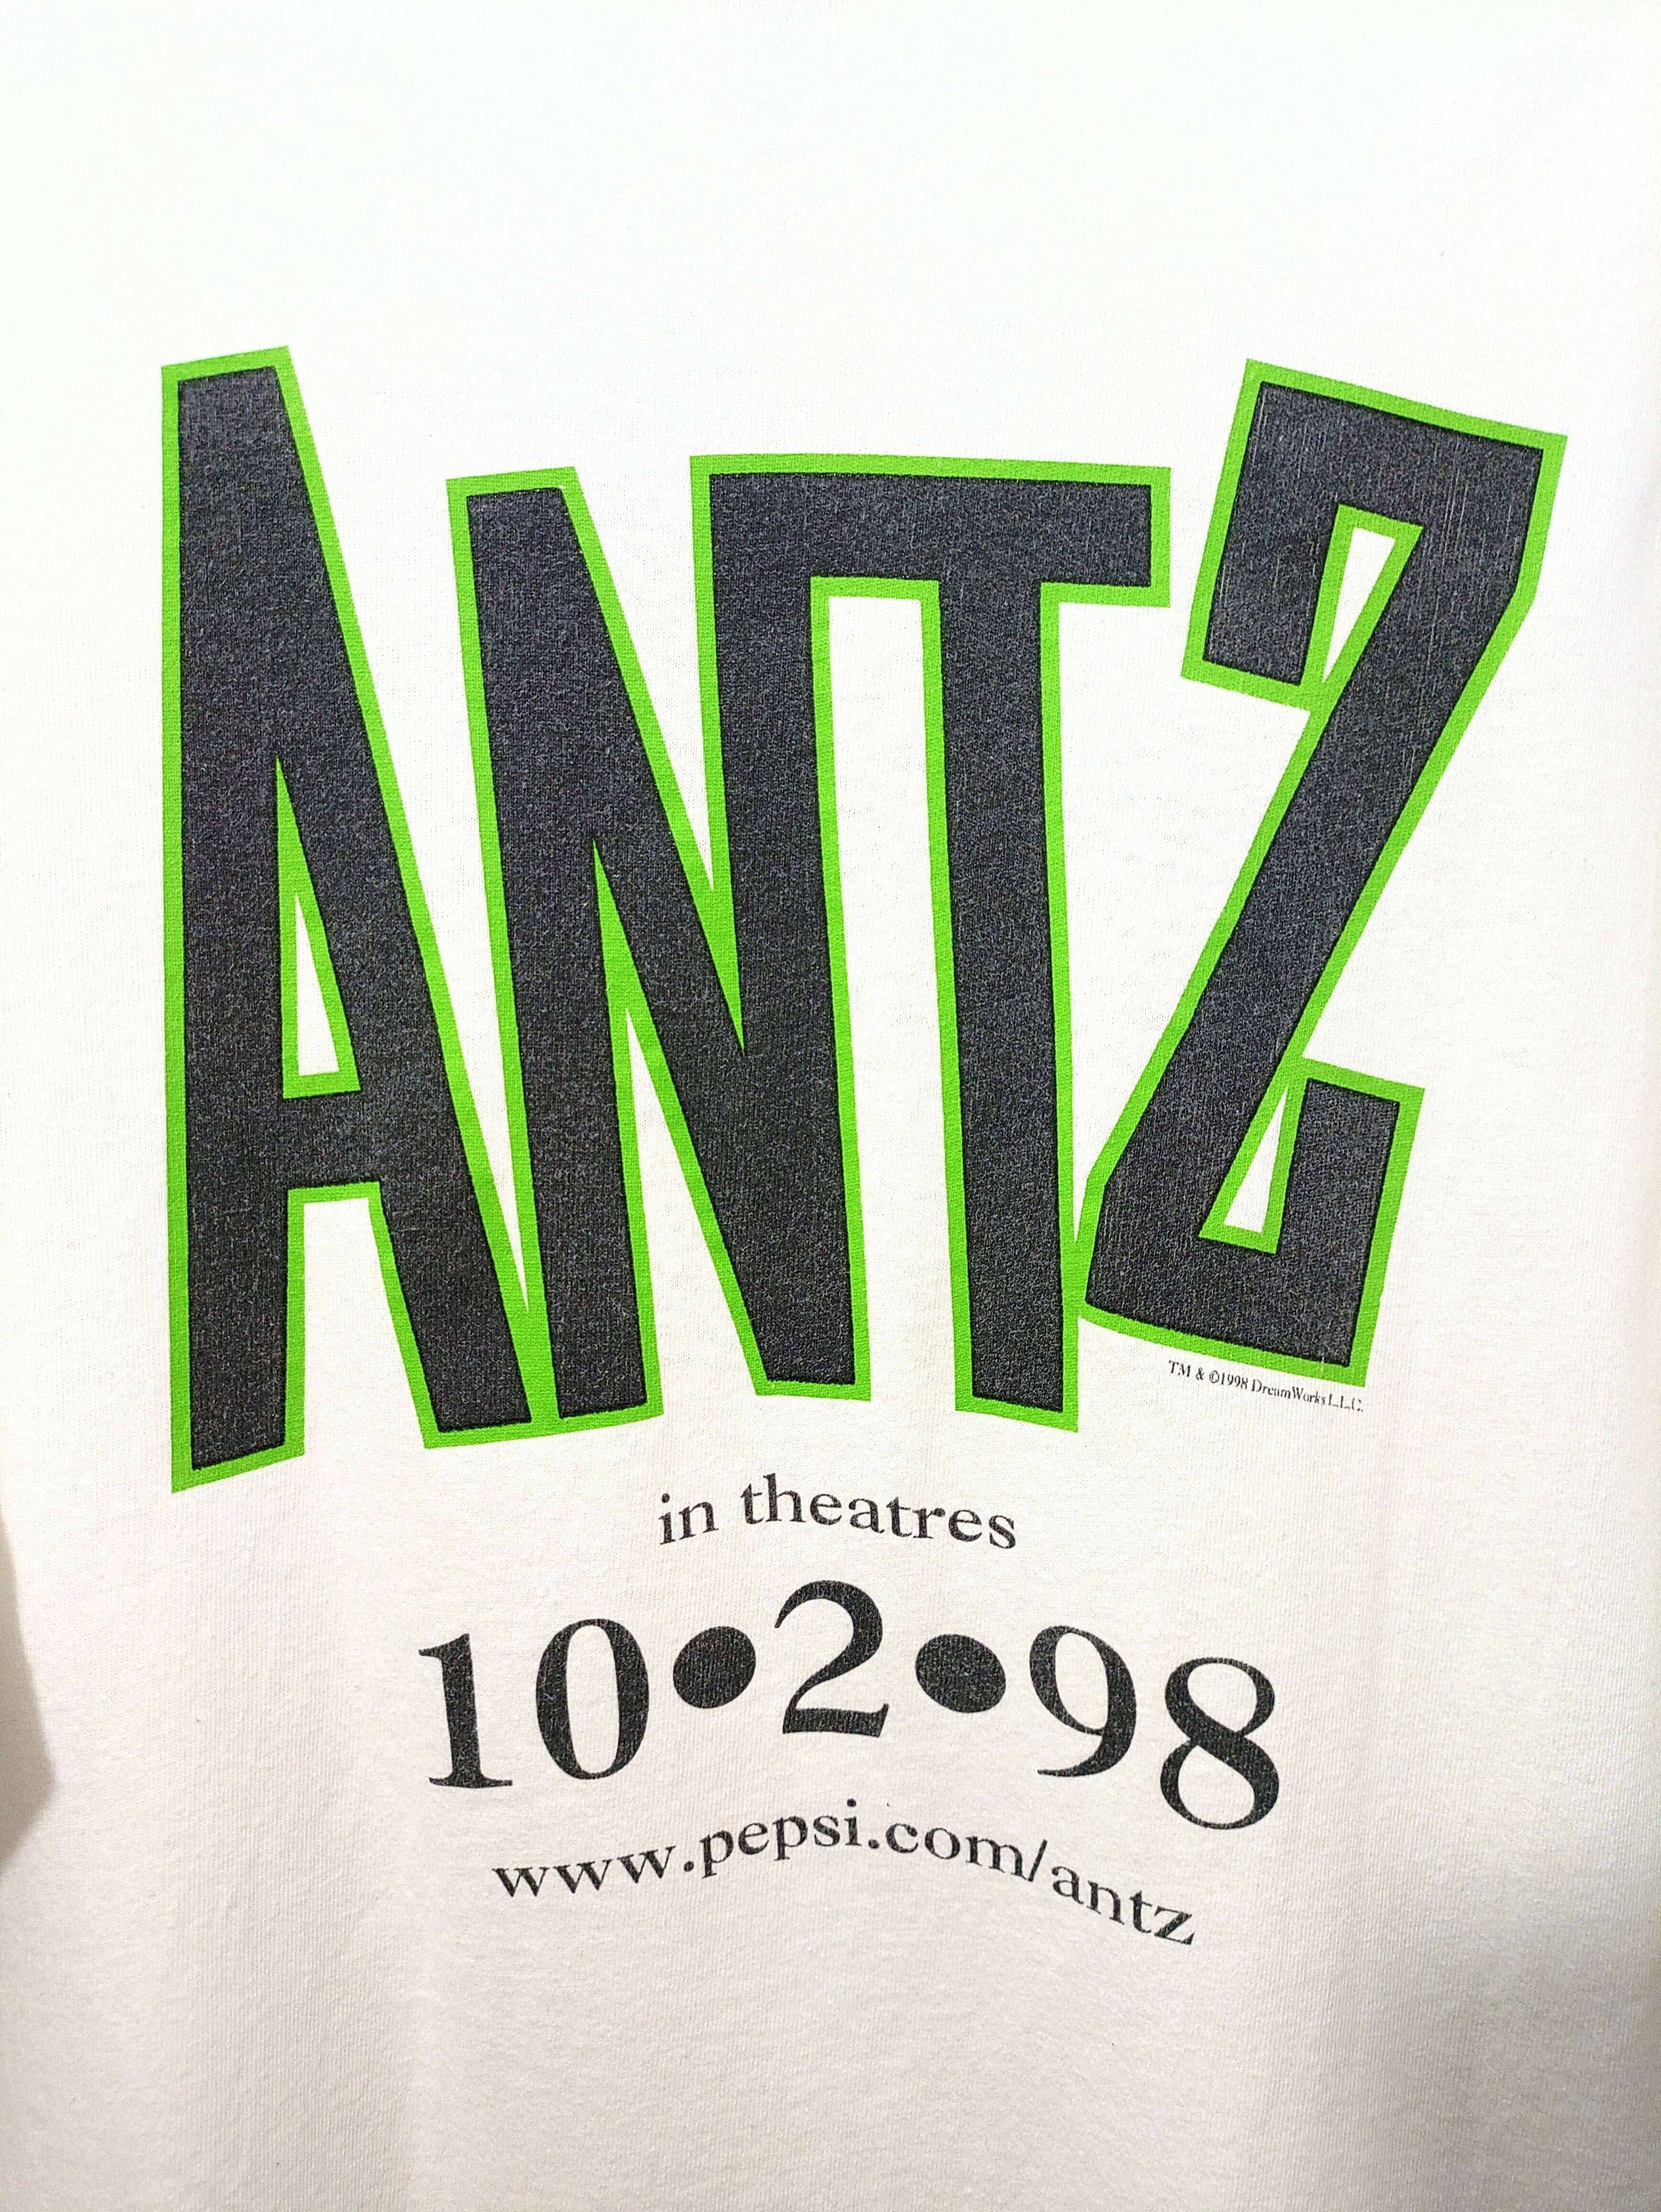 ANTZ
TM & ©1998 DreamWorks L.L.C.
in theatres
10•2•98
www.pepsi.com/antz